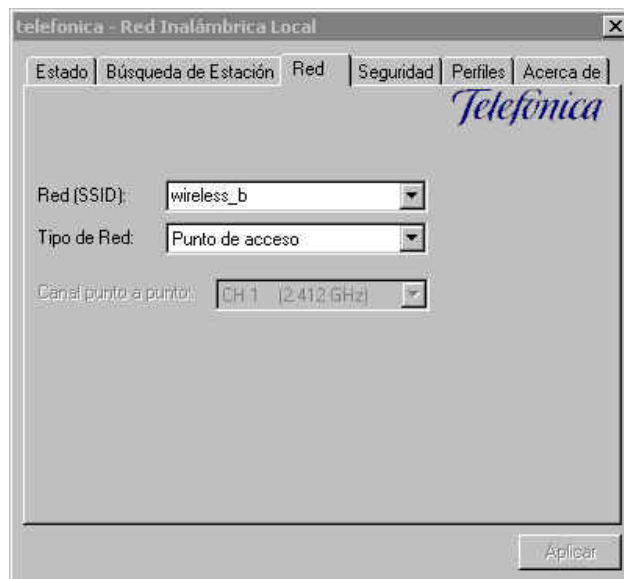 telefonica - Red Inalámbrica Local
Estado Búsqueda de Estación Red Seguridad Perfiles Acerca de
Telefónica
Red (SSID): wireless_b
Tipo de Red: Punto de acceso
Canal punto a punto: CH 1 (2.412 GHz)
Aplicar